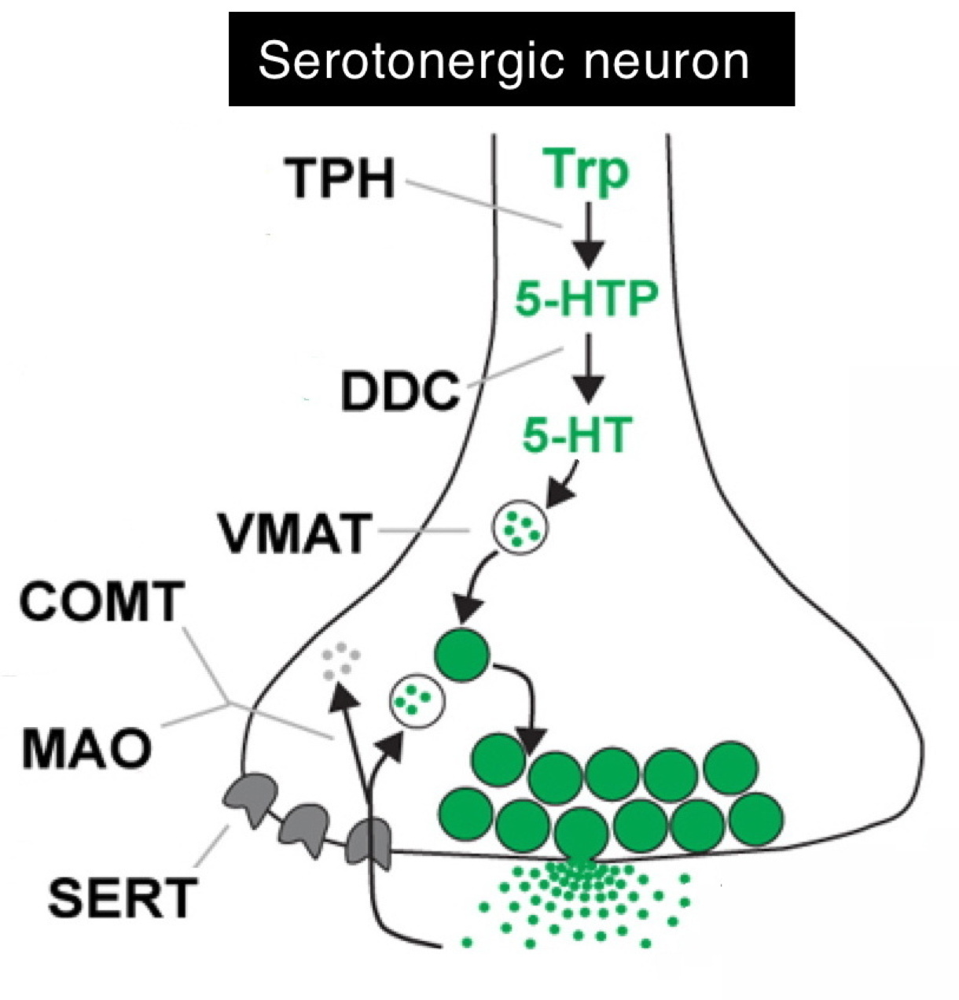 Serotonergic neuron
TPH
Trp
5-HTP
DDC
5-HT
VMAT
COMT
MAO
SERT